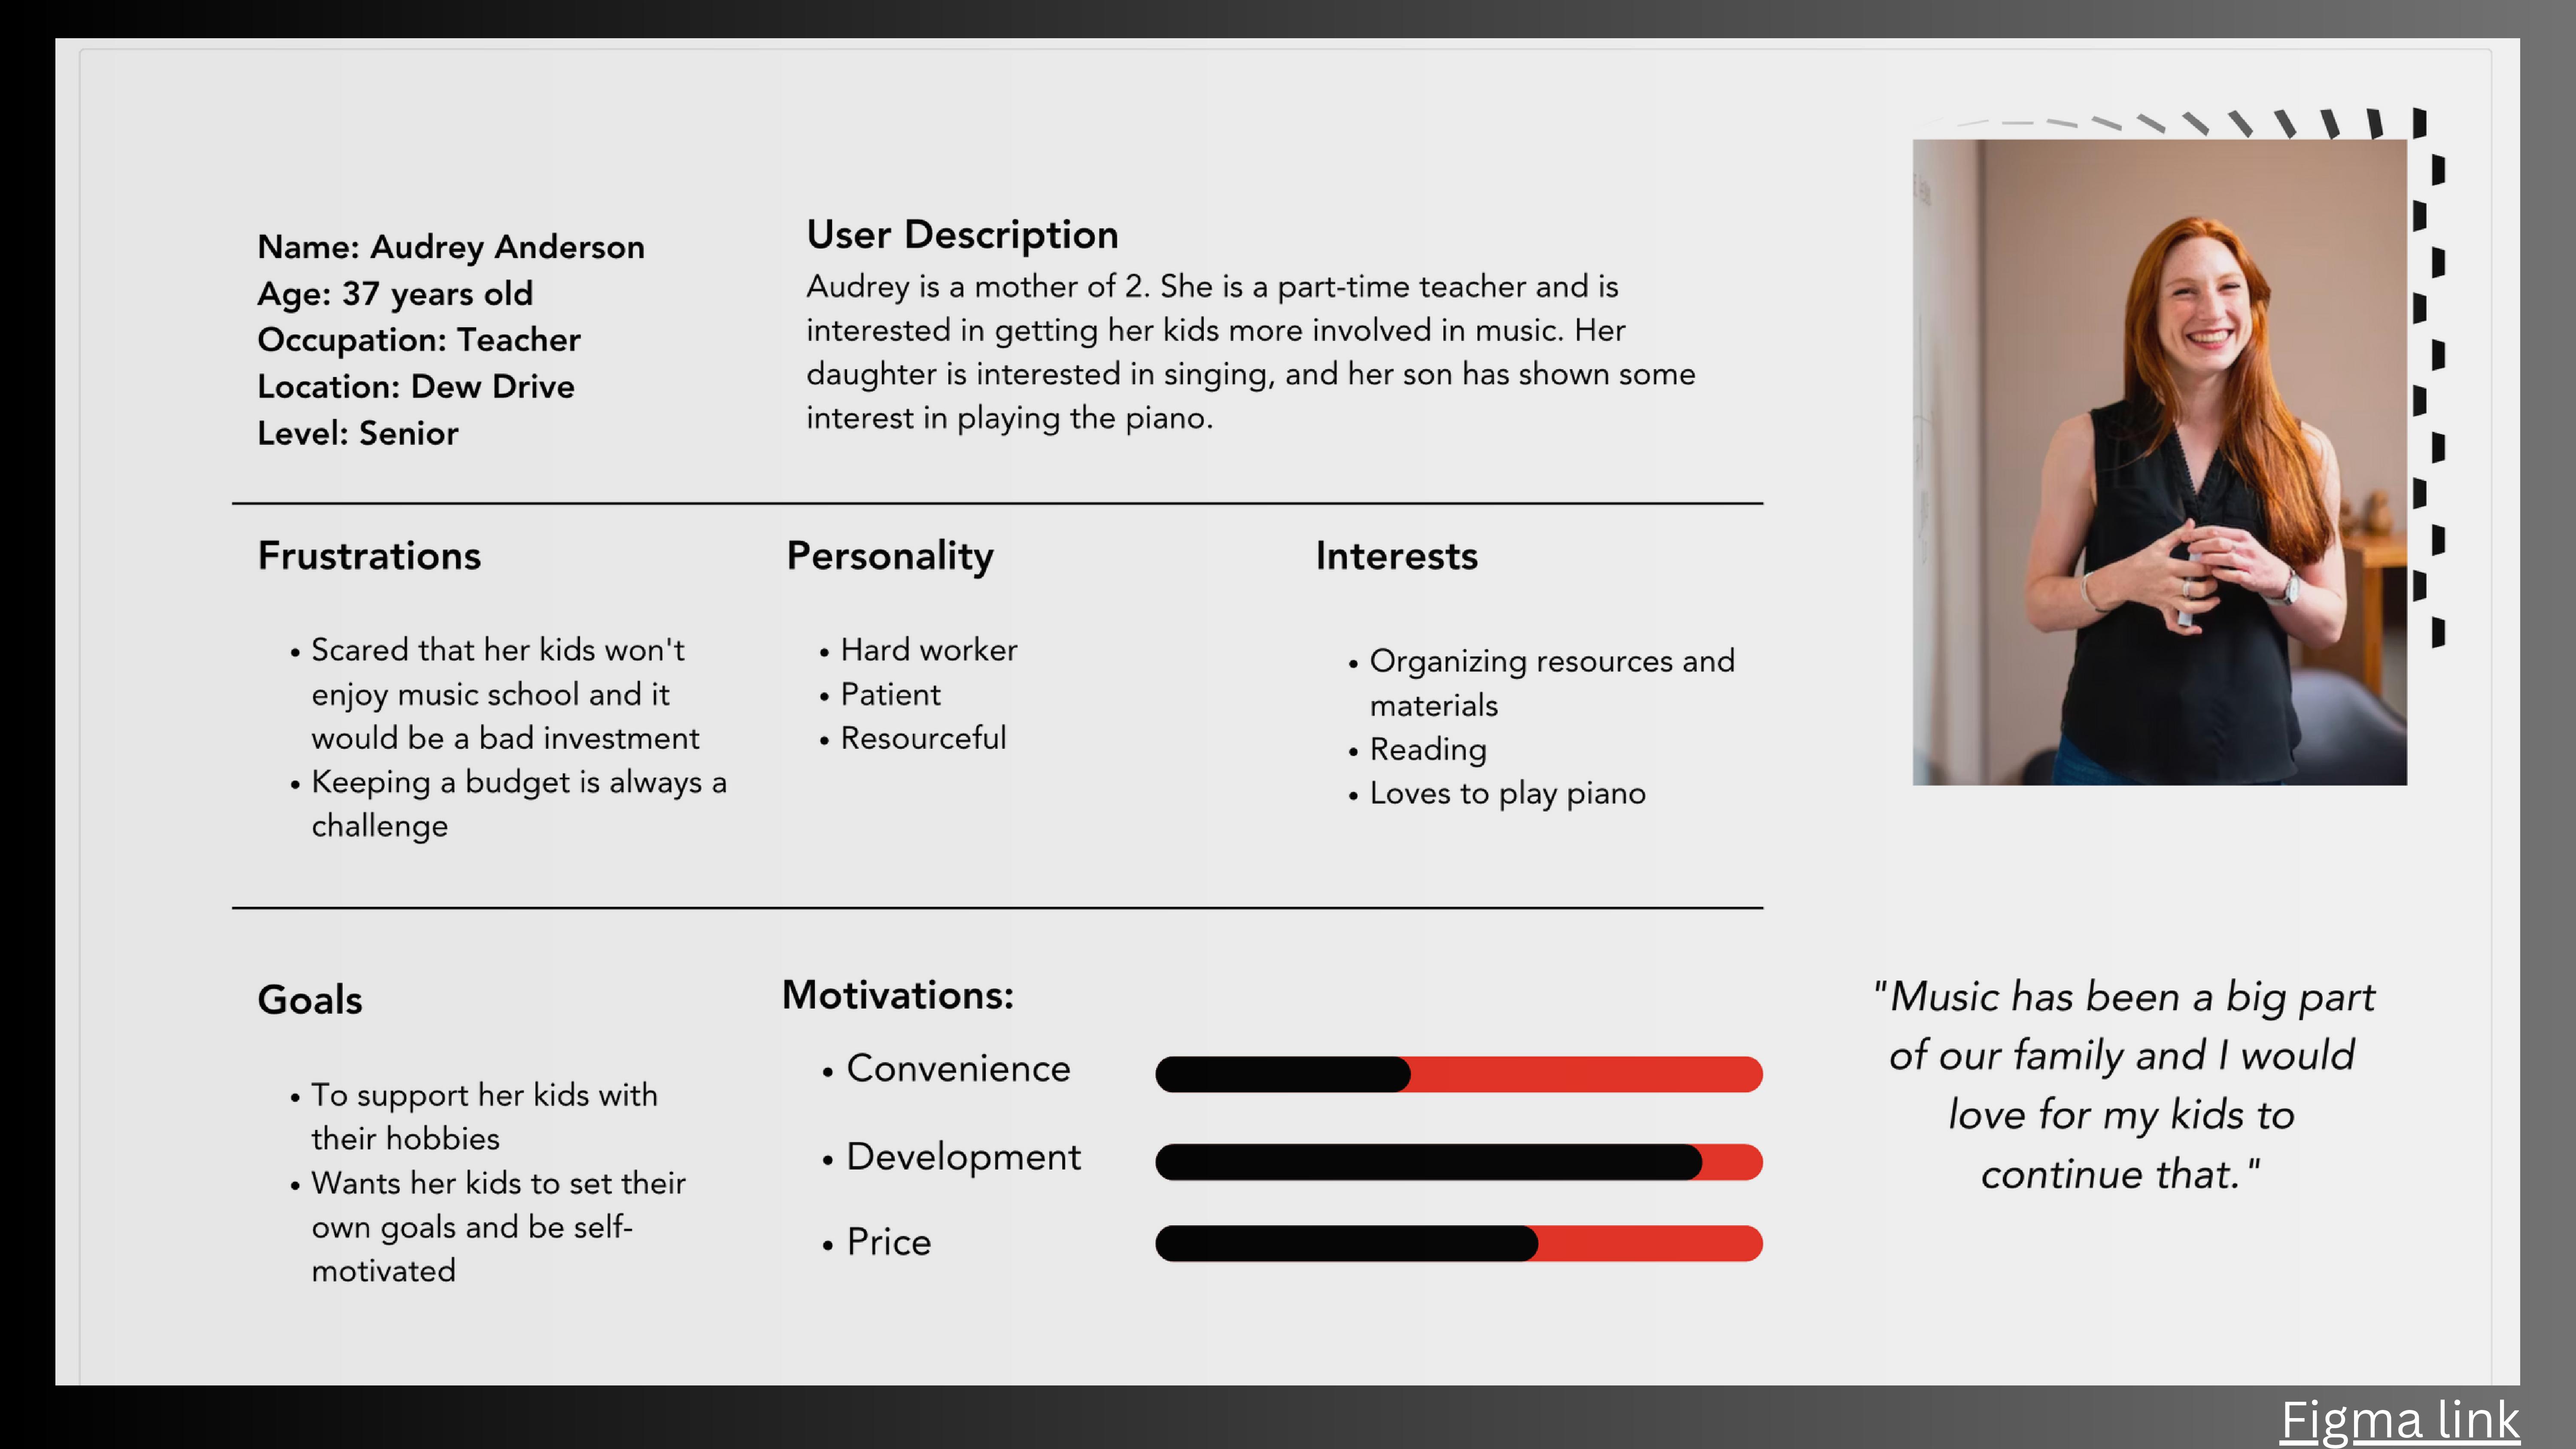 Name: Audrey Anderson
Age: 37 years old
Occupation: Teacher
Location: Dew Drive
Level: Senior
User Description
Audrey is a mother of 2. She is a part-time teacher and is
interested in getting her kids more involved in music. Her
daughter is interested in singing, and her son has shown some
interest in playing the piano.
Frustrations
• Scared that her kids won't
enjoy music school and it
would be a bad investment
• Keeping a budget is always a
challenge
Personality
• Hard worker
• Patient
• Resourceful
Interests
• Organizing resources and
materials
• Reading
• Loves to play piano
Goals
• To support her kids with
their hobbies
• Wants her kids to set their
own goals and be self-
motivated
Motivations:
• Convenience
• Development
• Price
"Music has been a big part
of our family and I would
love for my kids to
continue that."
Figma link